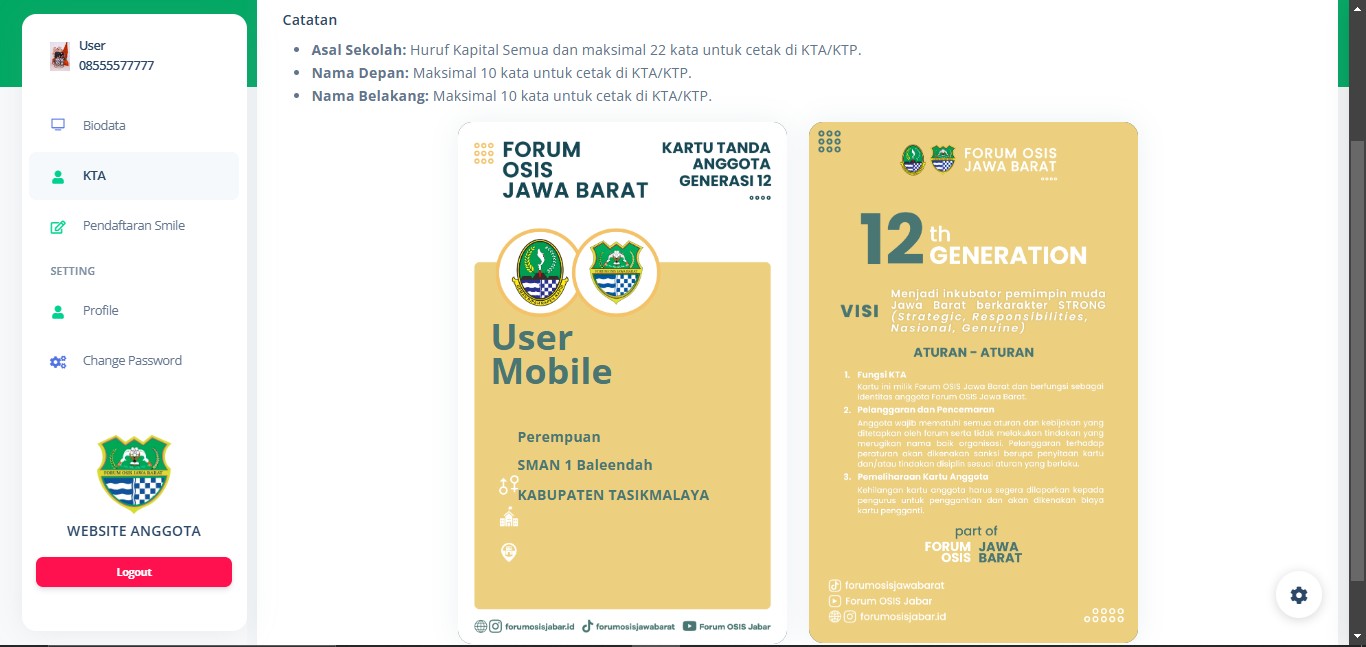 User
08555577777
Biodata
KTA
Pendaftaran Smile
SETTING
Profile
Change Password
WEBSITE ANGGOTA
Logout
Catatan
Asal Sekolah: Huruf Kapital Semua dan maksimal 22 kata untuk cetak di KTA/KTP.
Nama Depan: Maksimal 10 kata untuk cetak di KTA/KTP.
Nama Belakang: Maksimal 10 kata untuk cetak di KTA/KTP.
FORUM
OSIS
JAWA BARAT
KARTU TANDA
ANGGOTA
GENERASI 12
User
Mobile
Perempuan
SMAN 1 Baleendah
KABUPATEN TASIKMALAYA
forumosisjabar.id forumosisjawabarat Forum OSIS Jabar
FORUM OSIS
JAWA BARAT
12th
GENERATION
VISI
Menjadi inkubator pemimpin muda
Jawa Barat berkarakter STRONG
(Strategic, Responsibilities,
Nasional, Genuine)
ATURAN - ATURAN
1. Fungsi KTA
Kartu ini milik Forum OSIS Jawa Barat dan berfungsi sebagai
identitas anggota Forum OSIS Jawa Barat
2. Pelanggaran dan Pencemaran
Anggota wajib mematuhi semua aturan dan kebijakan yang
ditetapkan oleh forum serta tidak melakukan tindakan yang
merugikan nama baik organisasi. Pelanggaran terhadap
peraturan akan dikenakan sanksi berupa penyitaan kartu
dan/atau tindakan disiplin sesuai aturan yang berlaku.
3. Pemeliharaan Kartu Anggota
Kehilangan kartu anggota harus segera dilaporkan kepada
pengurus untuk penggantian dan akan dikenakan biaya
kartu pengganti.
part of
FORUM OSIS
JAWA BARAT
forumosisjawabarat
Forum OSIS Jabar
forumosisjabar.id